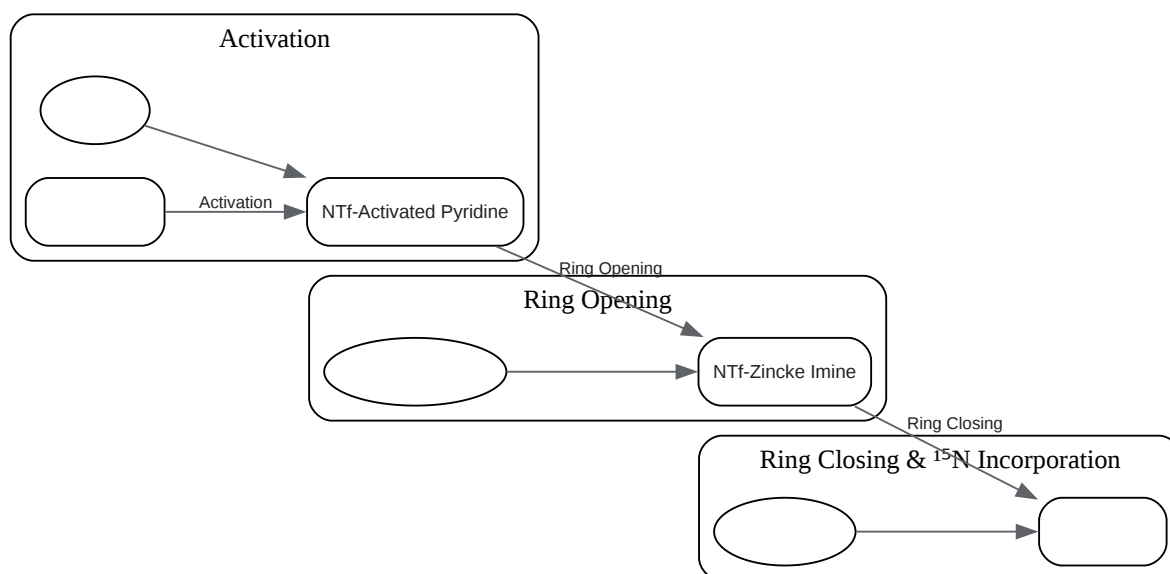 Activation
Activation
NTf-Activated Pyridine
Ring Opening
Ring Opening
NTf-Zincke Imine
Ring Closing
Ring Closing & ¹⁵N Incorporation